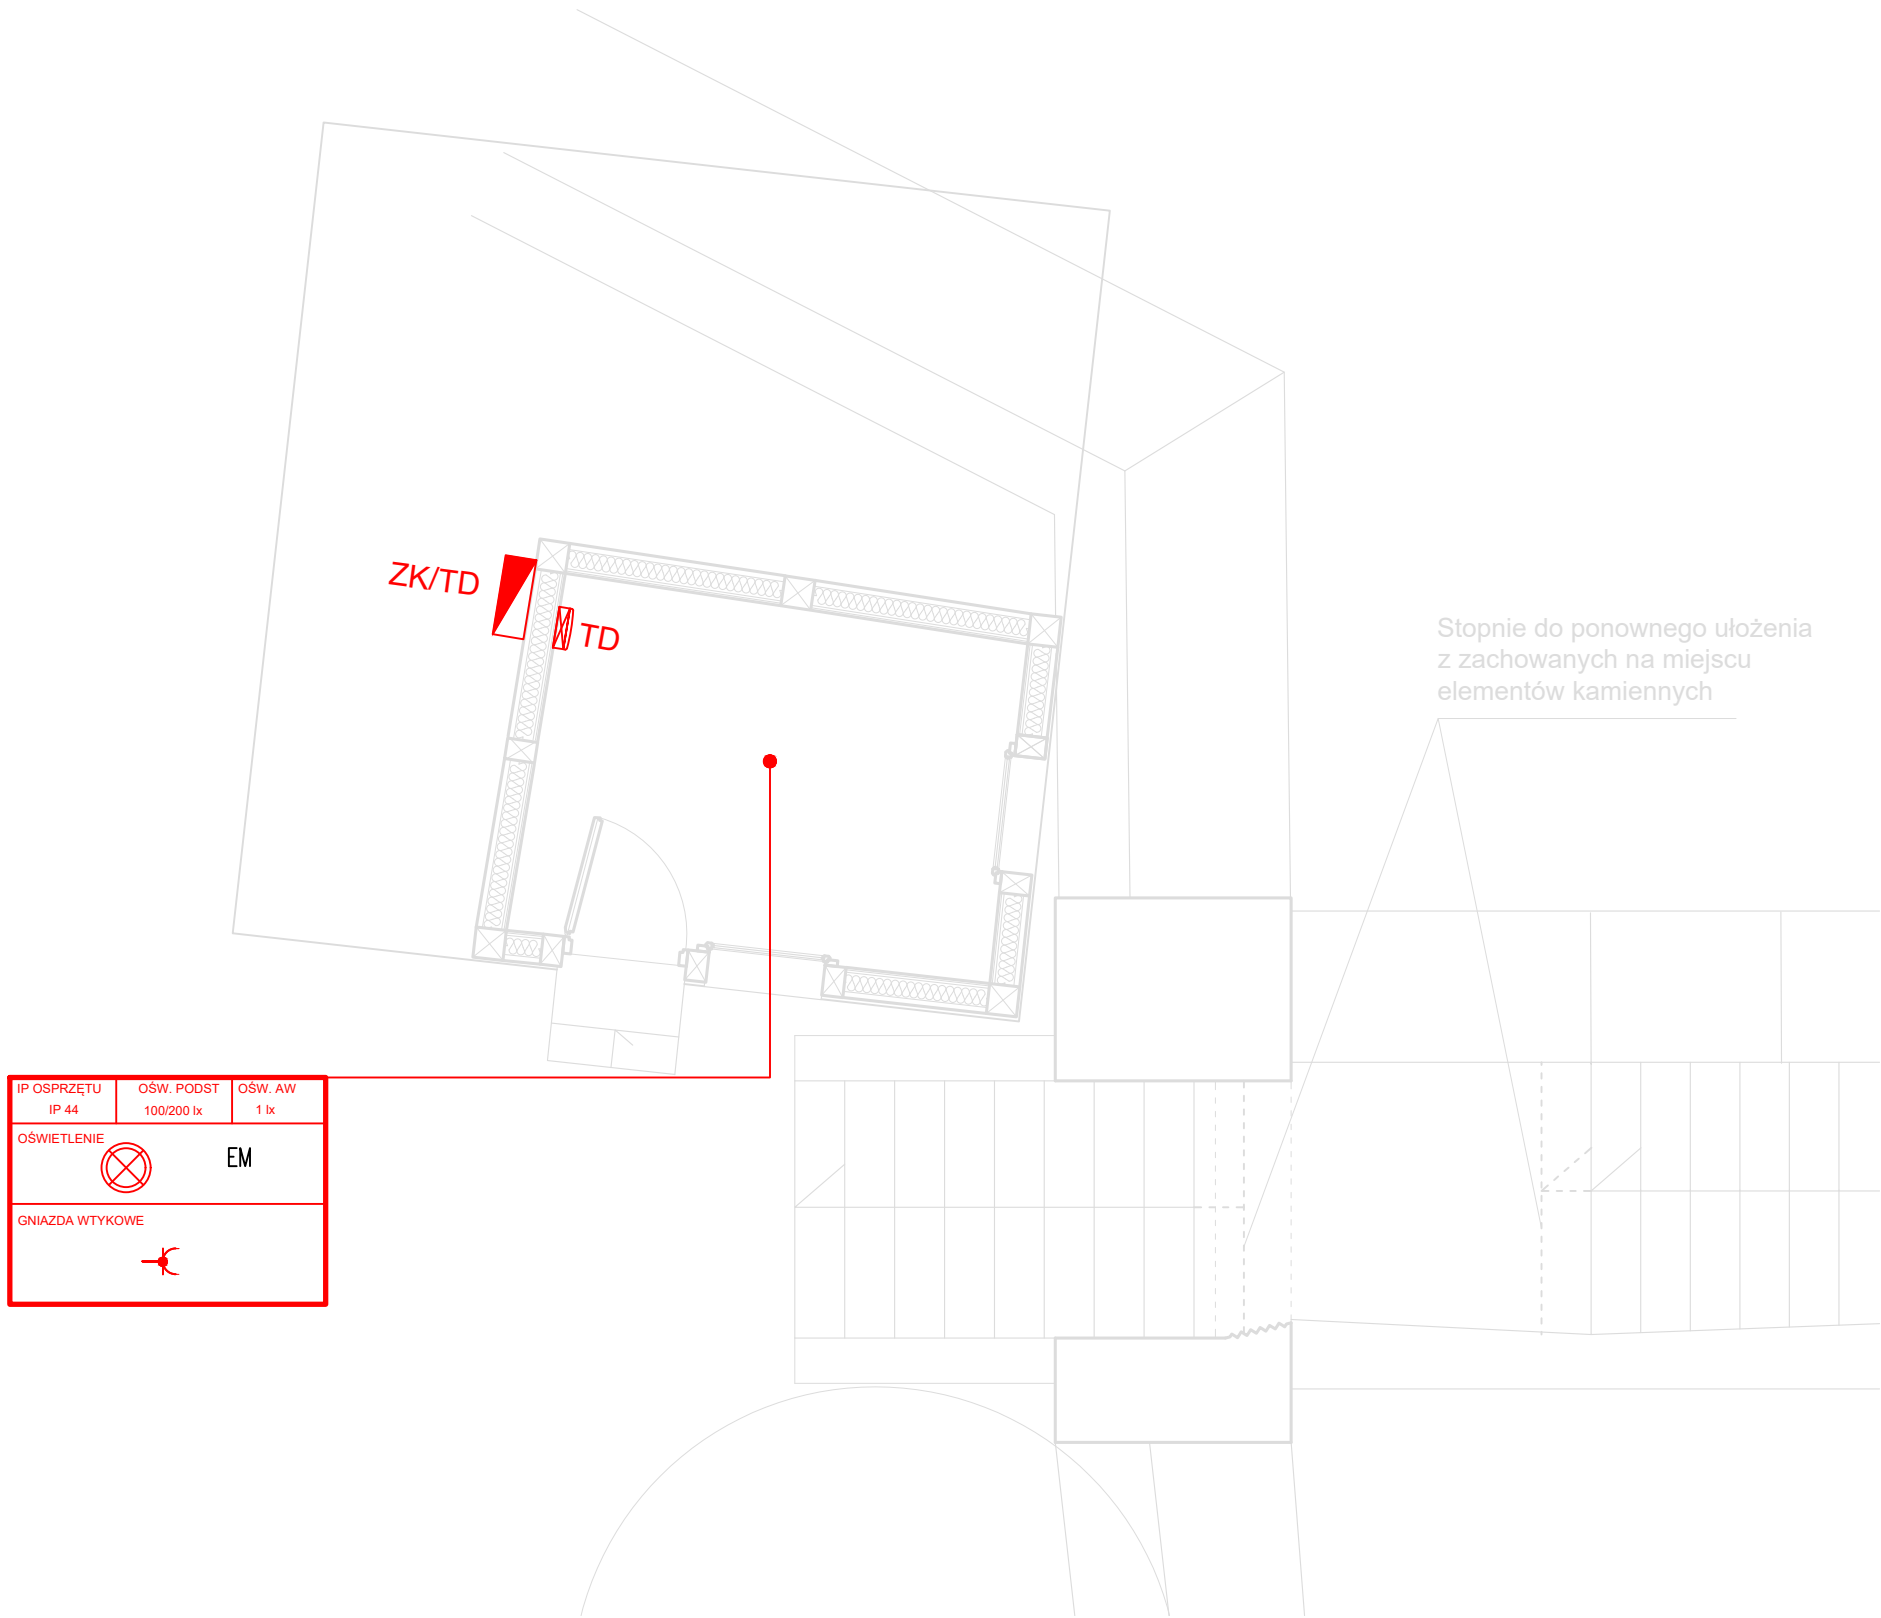 ZK/TD
TD
Stopnie do ponownego ułożenia
z zachowanych na miejscu
elementów kamiennych
IP OSPRZĘTU
IP 44
OŚW. PODST
100/200 lx
OŚW. AW
1 lx
OŚWIETLENIE
EM
GNIAZDA WTYKOWE